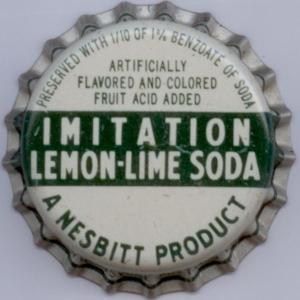 PRESERVED WITH 1/10 OF 1% BENZOATE OF SODA
ARTIFICIALLY
FLAVORED AND COLORED
FRUIT ACID ADDED
IMITATION
LEMON-LIME SODA
A NESBITT PRODUCT